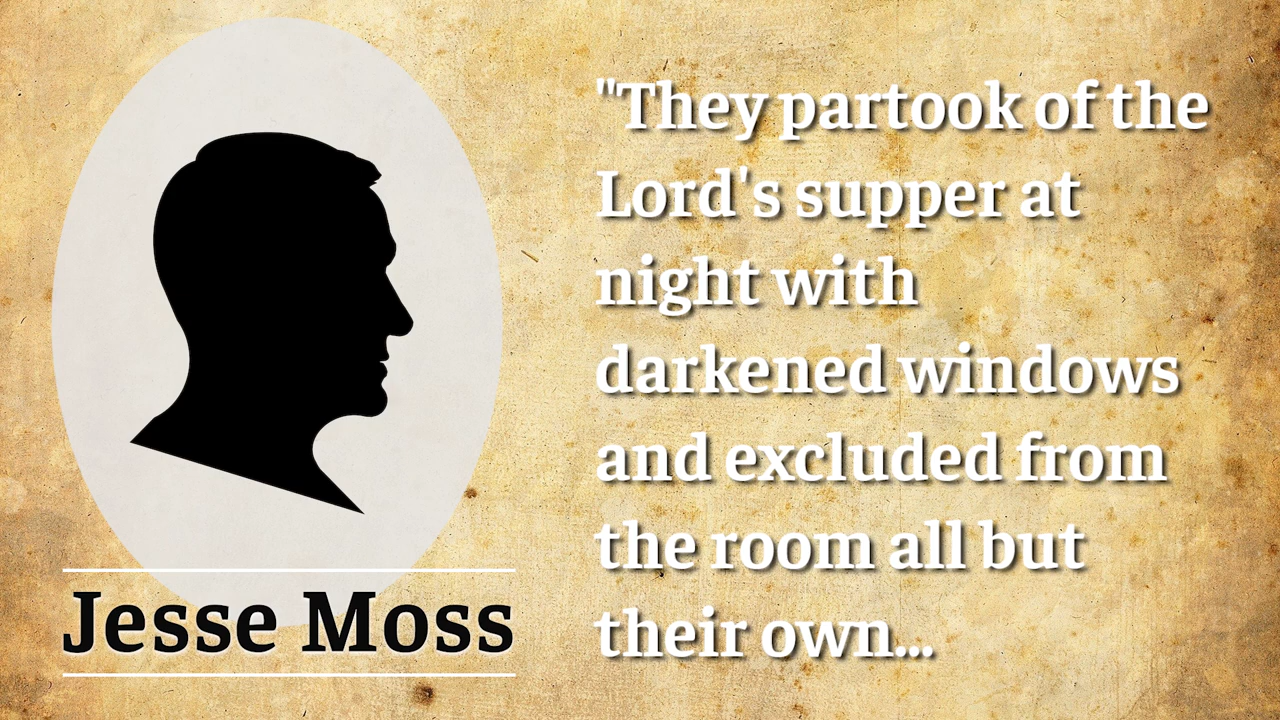 "They partook of the
Lord's supper at
night with
darkened windows
and excluded from
the room all but
their own...
Jesse Moss